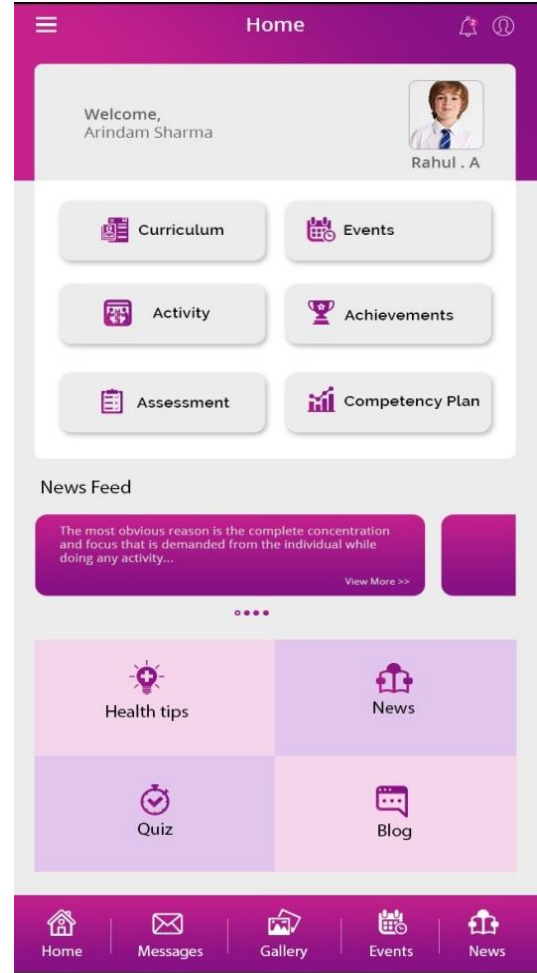 Home
Welcome,
Arindam Sharma
Rahul . A
Curriculum
Events
Activity
Achievements
Assessment
Competency Plan
News Feed
The most obvious reason is the complete concentration
and focus that is demanded from the individual while
doing any activity...
View More >>
Health tips
News
Quiz
Blog
Home
Messages
Gallery
Events
News